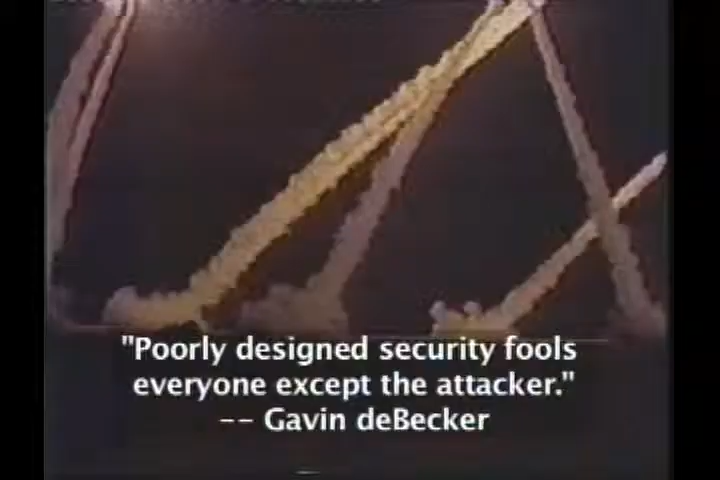 "Poorly designed security fools
everyone except the attacker."
-- Gavin deBecker